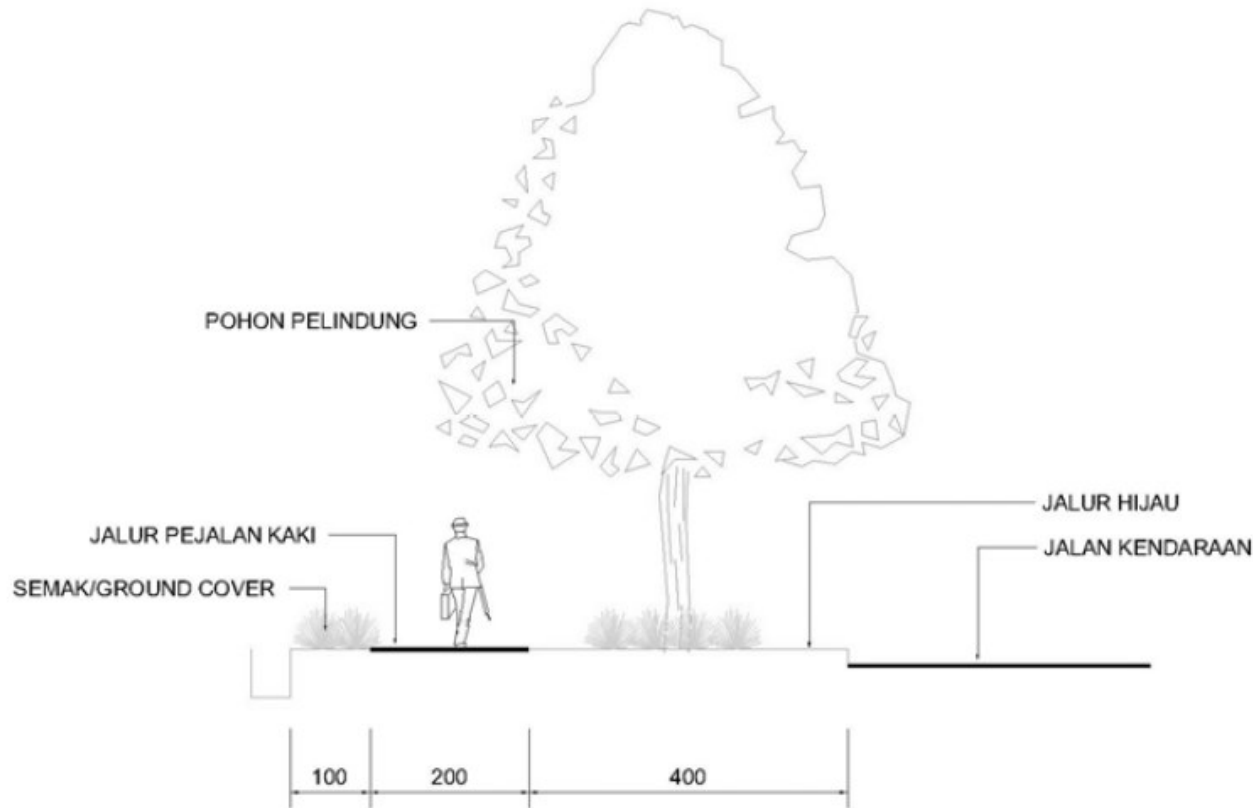 POHON PELINDUNG
JALUR HIJAU
JALUR PEJALAN KAKI
JALAN KENDARAAN
SEMAK/GROUND COVER
100 200 400